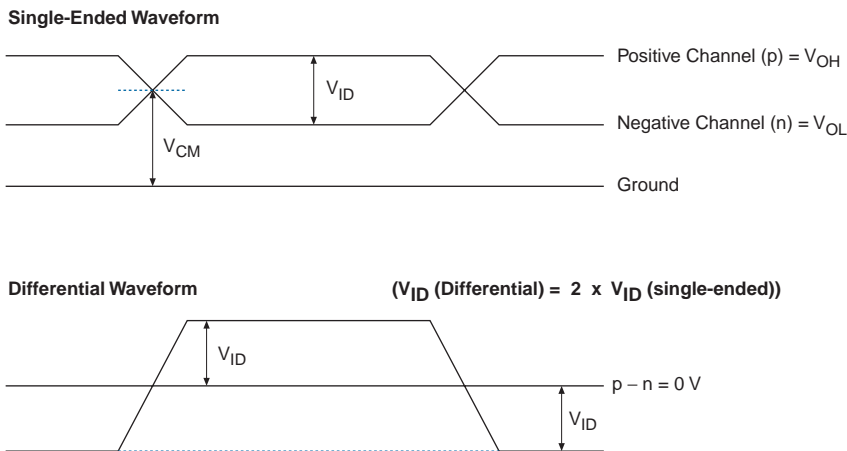 Single-Ended Waveform
Positive Channel (p) = VOH
VID
Negative Channel (n) = VOL
VCM
Ground
Differential Waveform (VID (Differential) = 2 x VID (single-ended))
VID
p − n = 0 V
VID